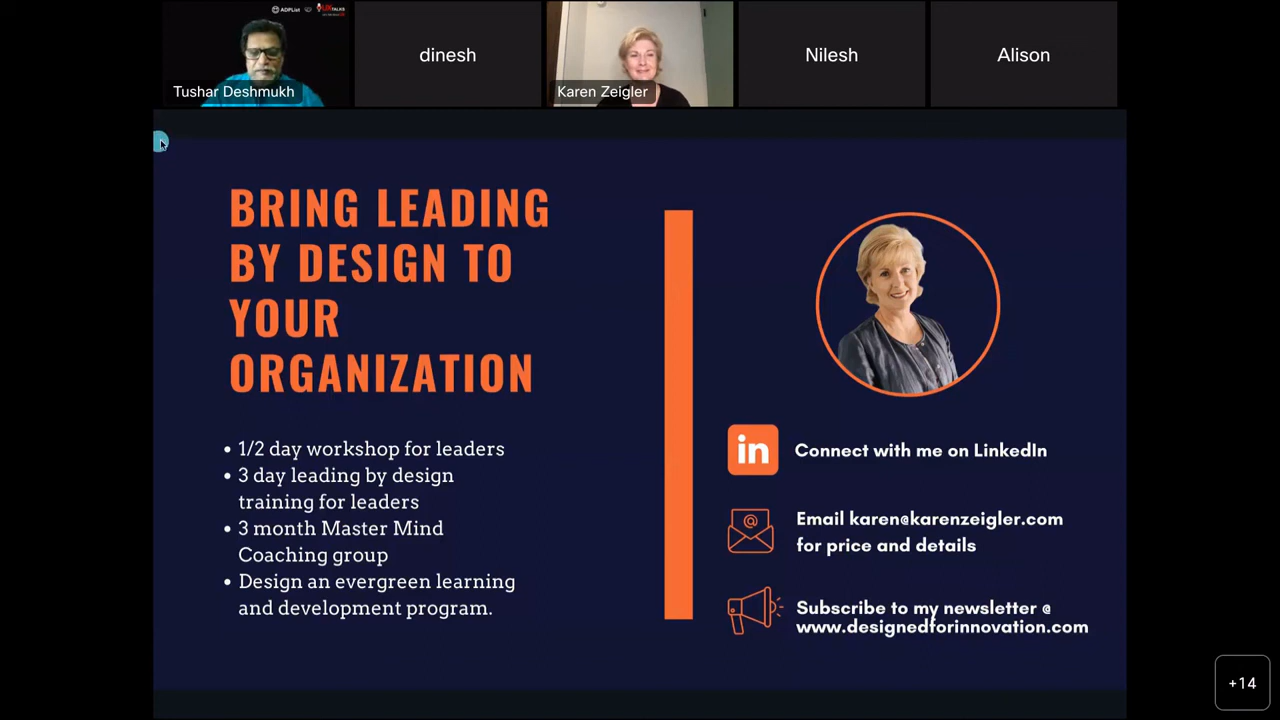 ADPList
UXTALKS
Tushar Deshmukh
dinesh
Karen Zeigler
Nilesh
Alison
BRING LEADING
BY DESIGN TO
YOUR
ORGANIZATION
• 1/2 day workshop for leaders
• 3 day leading by design
training for leaders
• 3 month Master Mind
Coaching group
• Design an evergreen learning
and development program.
in
Connect with me on LinkedIn
@
Email karen@karenzeigler.com
for price and details
Subscribe to my newsletter @
www.designedforinnovation.com
+14